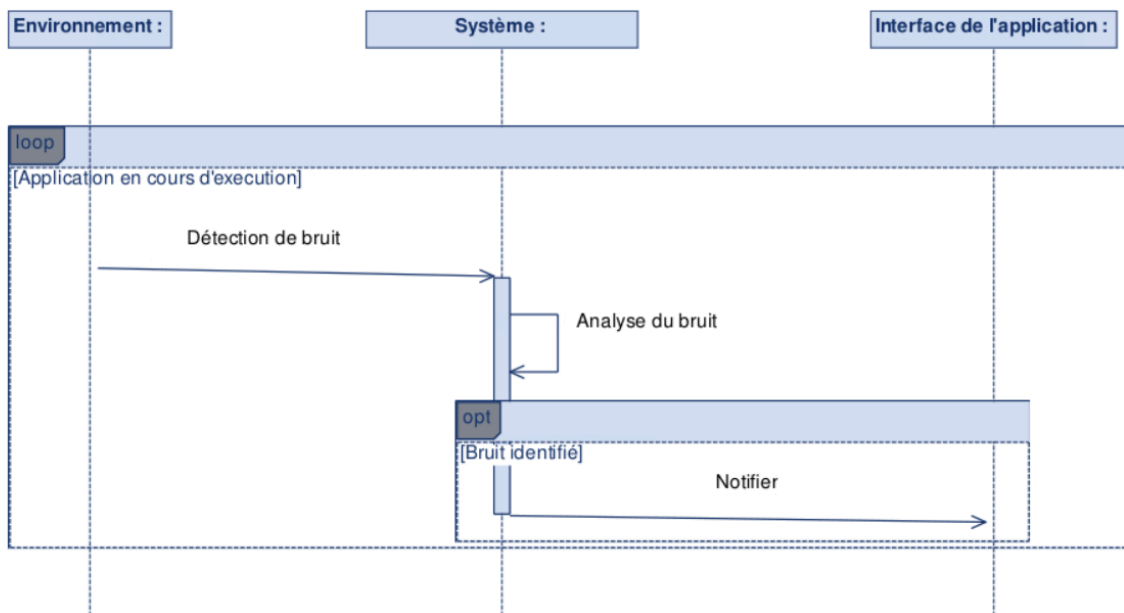 Environnement :
Système :
Interface de l'application :
loop
[Application en cours d'execution]
Détection de bruit
Analyse du bruit
opt
[Bruit identifié]
Notifier